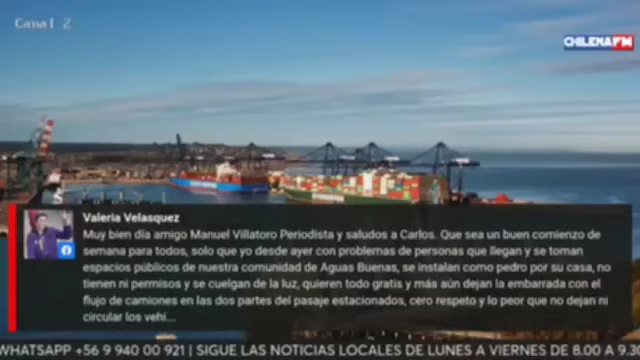 Canal 2
CHILENA FM
Valeria Velasquez
Muy bien día amigo Manuel Villatoro Periodista y saludos a Carlos. Que sea un buen comienzo de
semana para todos, solo que yo desde ayer con problemas de personas que llegan y se toman
espacios públicos de nuestra comunidad de Aguas Buenas, se instalan como pedro por su casa, no
tienen ni permisos y se cuelgan de la luz, quieren todo gratis y más aún dejan la embarrada con el
flujo de camiones en las dos partes del pasaje estacionados, cero respeto y lo peor que no dejan ni
circular los vehí...
WHATSAPP +56 9 940 00 921 | SIGUE LAS NOTICIAS LOCALES DE LUNES A VIERNES DE 8.00 A 9